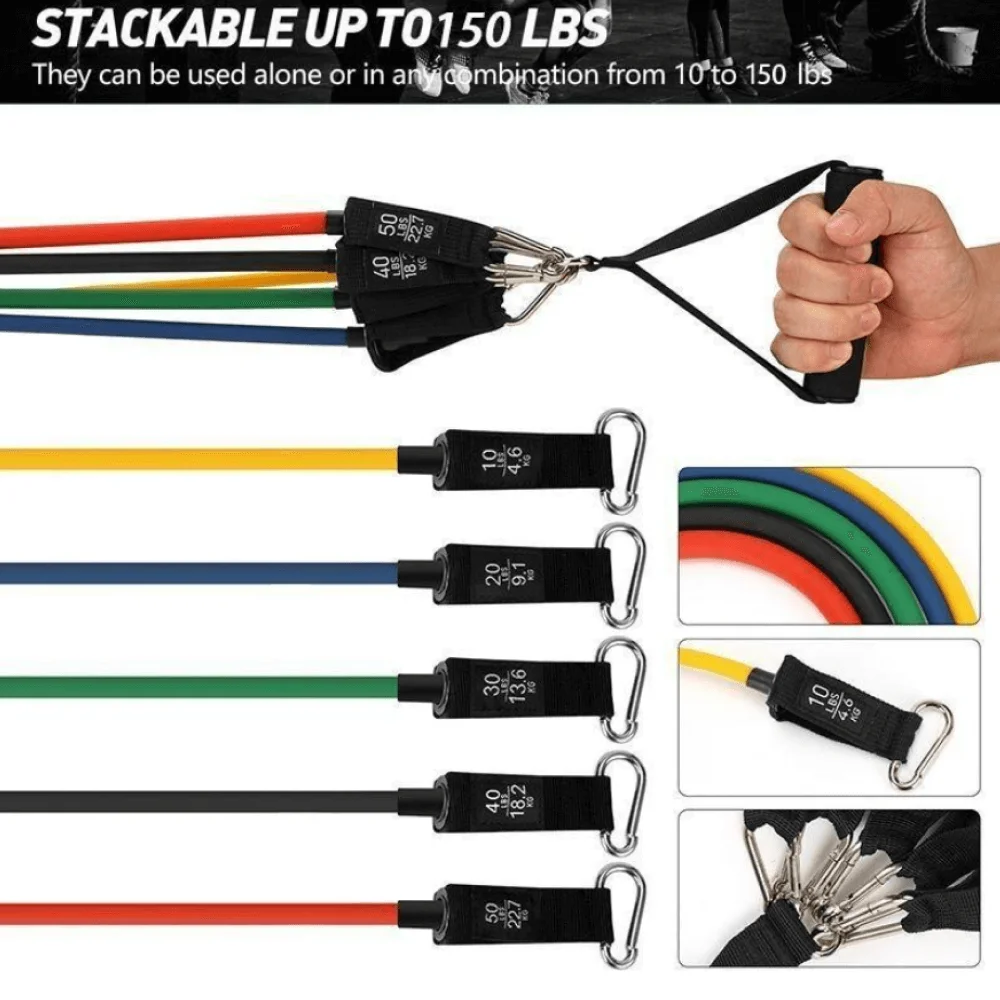 STACKABLE UP TO150 LBS
They can be used alone or in any combination from 10 to 150 lbs
50
LBS
22.7
KG
40
LBS
KG
10
LBS
4.6
KG
20
LBS
9.1
KG
30
LBS
13.6
KG
10
LBS
4.6
KG
40
LBS
18.2
KG
50
LBS
22.7
KG